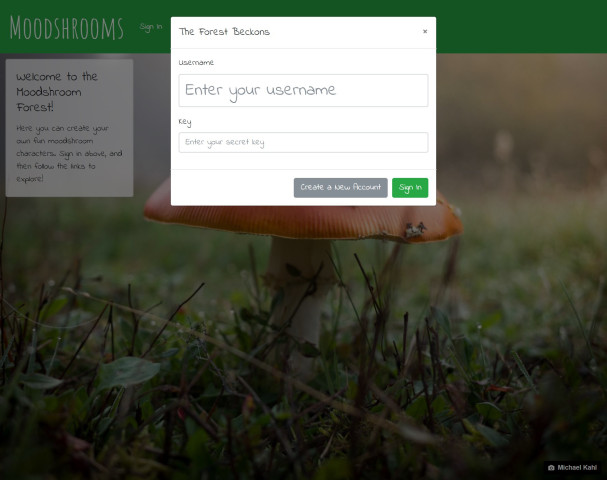 Moodshrooms
Sign In
The Forest Beckons
×
Username
Enter your username
Key
Enter your secret key
Create a New Account
Sign In
Welcome to the
Moodshroom
Forest!
Here you can create your
own fun moodshroom
characters. Sign in above, and
then follow the links to
explore!
Michael Kahl